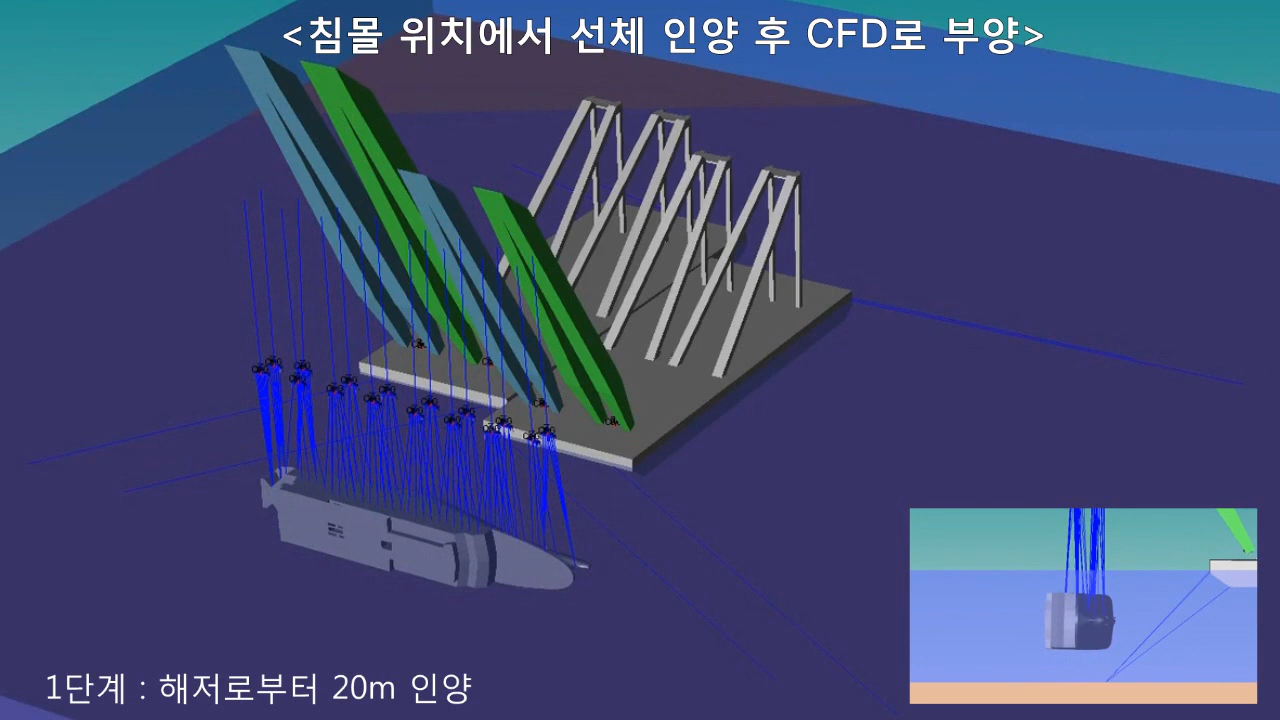 <침몰 위치에서 선체 인양 후 CFD로 부양>
1단계 : 해저로부터 20m 인양